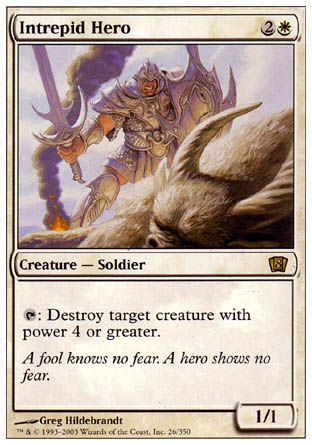 Intrepid Hero 2
Creature — Soldier 8
: Destroy target creature with
power 4 or greater.
A fool knows no fear. A hero shows no
fear.
Greg Hildebrandt
™ & © 1993–2003 Wizards of the Coast, Inc. 26/350
1/1